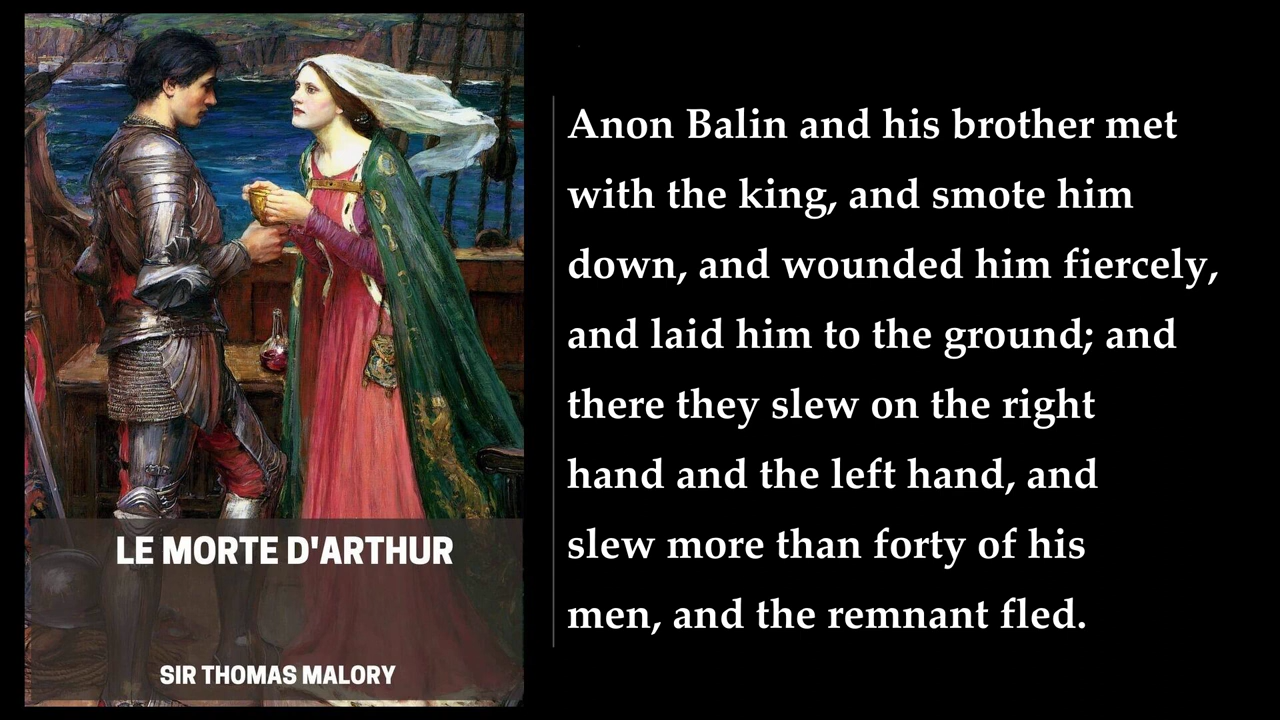 LE MORTE D'ARTHUR
SIR THOMAS MALORY
Anon Balin and his brother met
with the king, and smote him
down, and wounded him fiercely,
and laid him to the ground; and
there they slew on the right
hand and the left hand, and
slew more than forty of his
men, and the remnant fled.